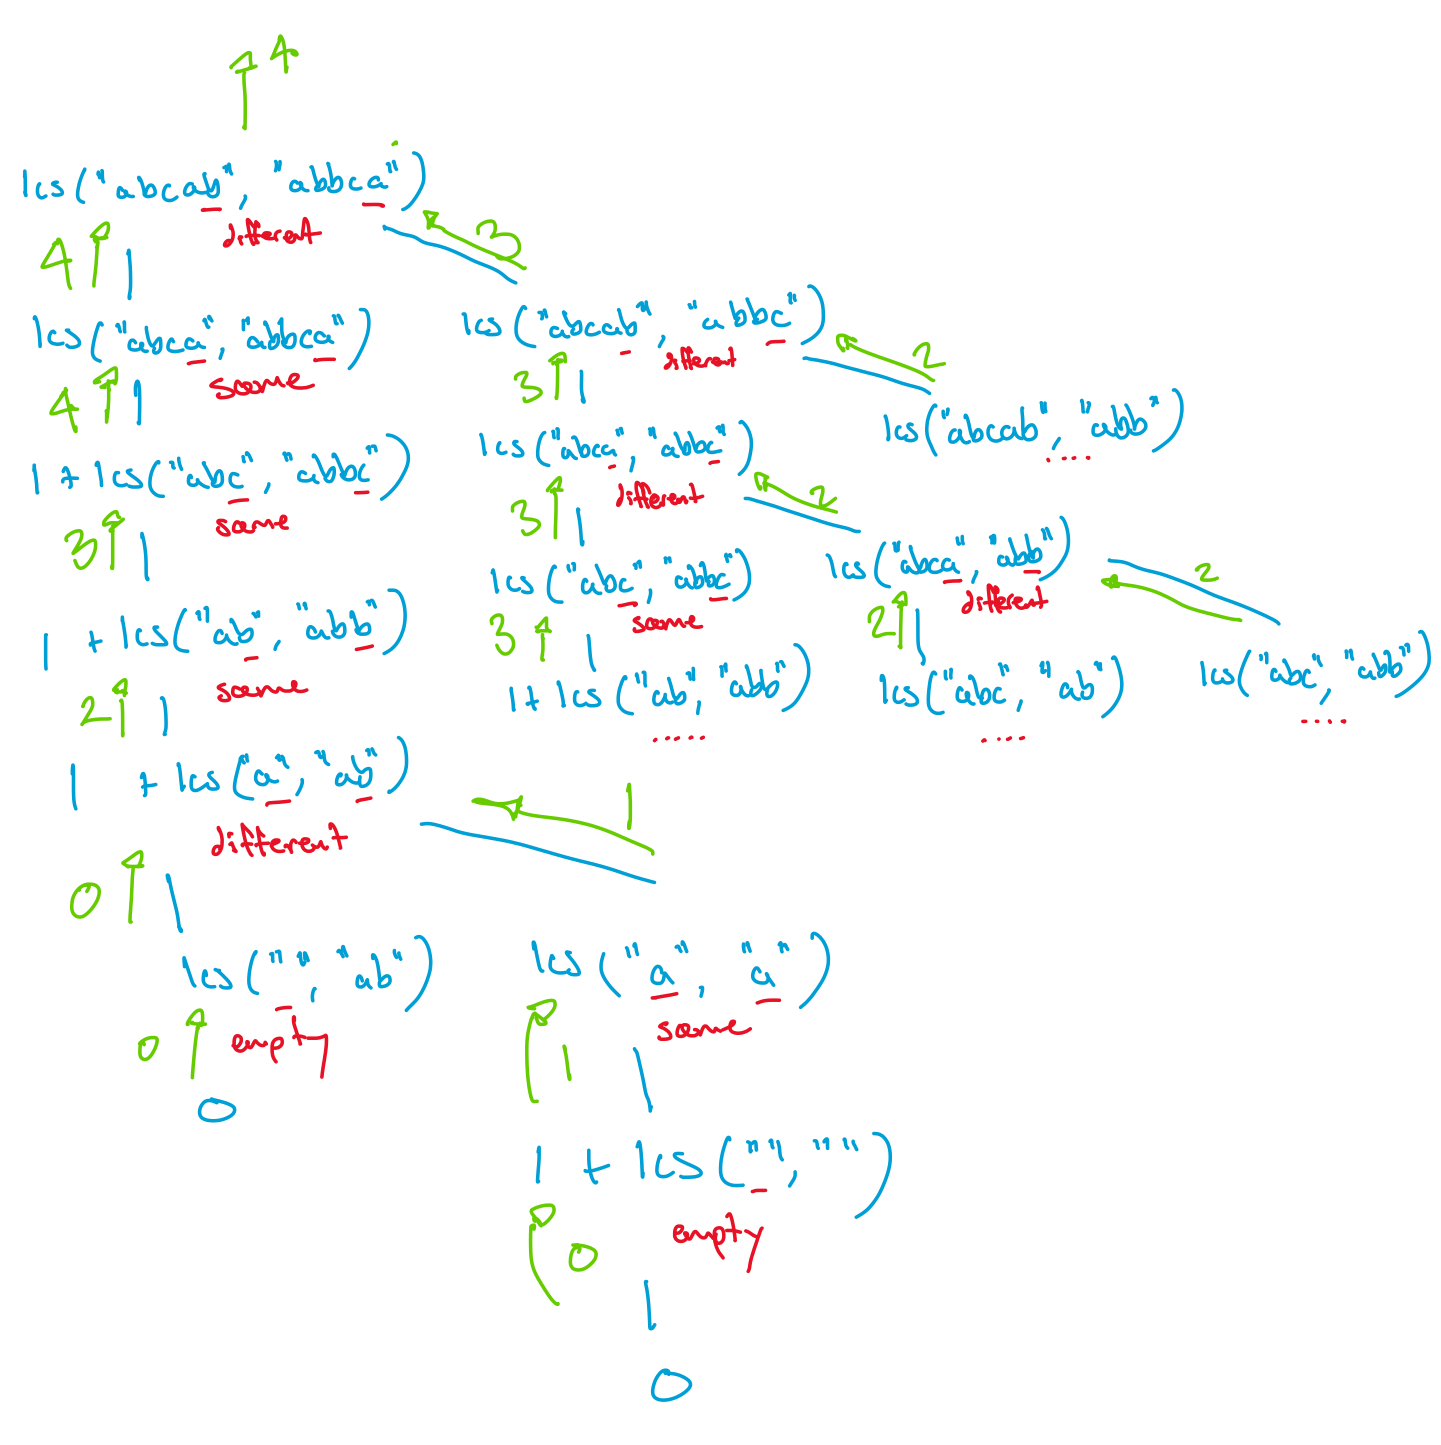 4
lcs("abcab", "abbca")
different
4
3
lcs("abca", "abbca")
same
lcs("abcab", "abbc")
different
4
3
2
lcs("abcab", "abb")
....
1 + lcs("abc", "abbc")
same
lcs("abca", "abbc")
different
3
3
2
1 + lcs("ab", "abb")
same
lcs("abc", "abbc")
same
lcs("abca", "abb")
different
2
3
2
2
1 + lcs("ab", "abb")
.....
lcs("abc", "ab")
....
lcs("abc", "abb")
....
1 + lcs("a", "ab")
different
1
0
lcs("", "ab")
empty
0
0
lcs("a", "a")
same
1
1 + lcs("", "")
empty
0
0